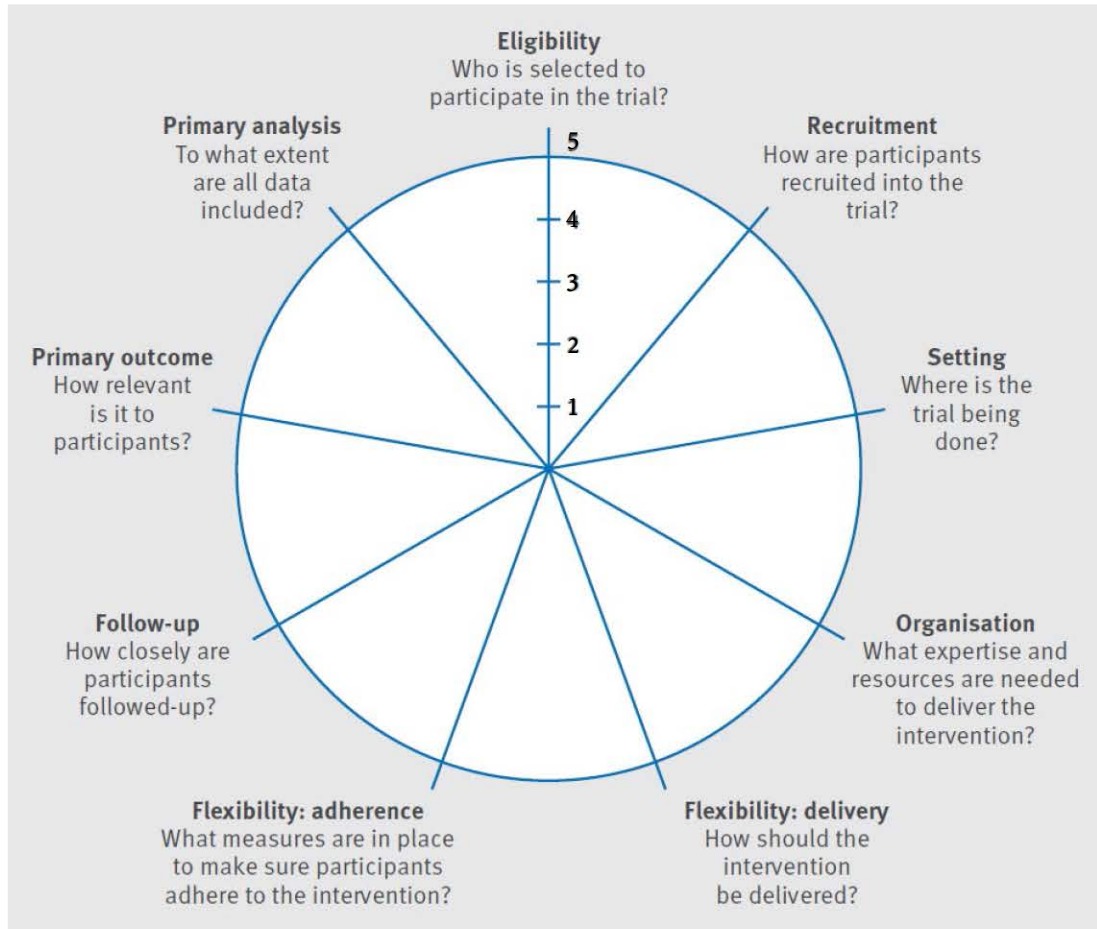 Eligibility
Who is selected to
participate in the trial?
Primary analysis
To what extent
are all data
included?
Recruitment
How are participants
recruited into the
trial?
5
4
3
2
1
Primary outcome
How relevant
is it to
participants?
Setting
Where is the
trial being
done?
Follow-up
How closely are
participants
followed-up?
Organisation
What expertise and
resources are needed
to deliver the
intervention?
Flexibility: adherence
What measures are in place
to make sure participants
adhere to the intervention?
Flexibility: delivery
How should the
intervention
be delivered?